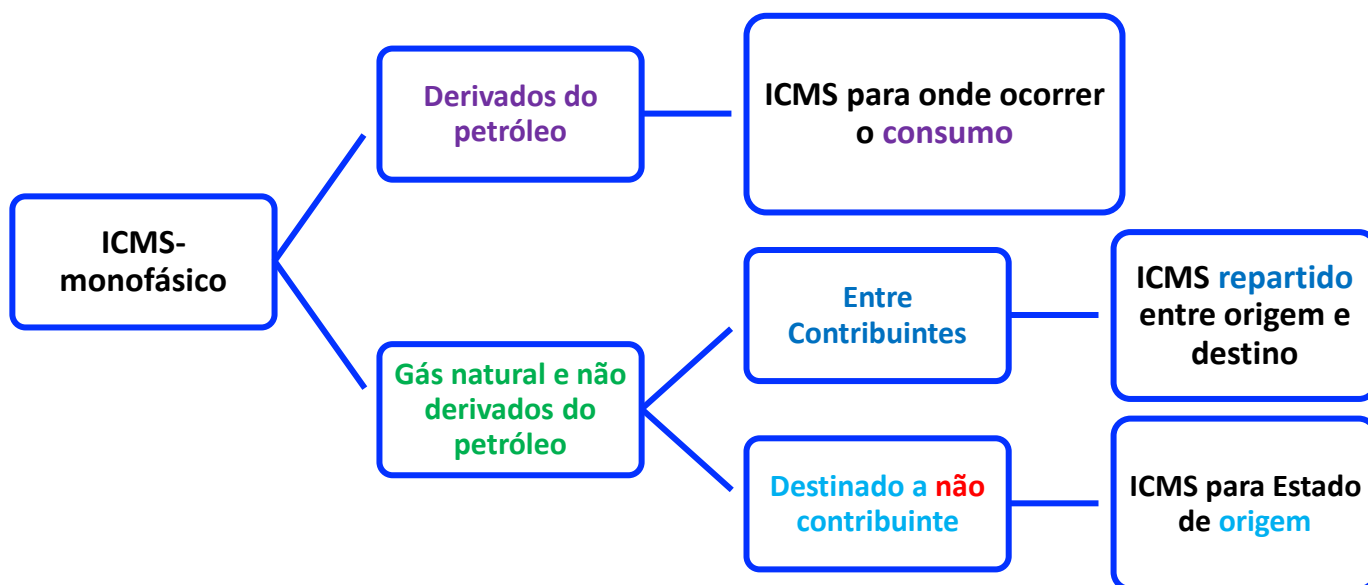 ICMS-
monofásico
Derivados do
petróleo
ICMS para onde ocorrer
o consumo
Gás natural e não
derivados do
petróleo
Entre
Contribuintes
ICMS repartido
entre origem e
destino
Destinado a não
contribuinte
ICMS para Estado
de origem